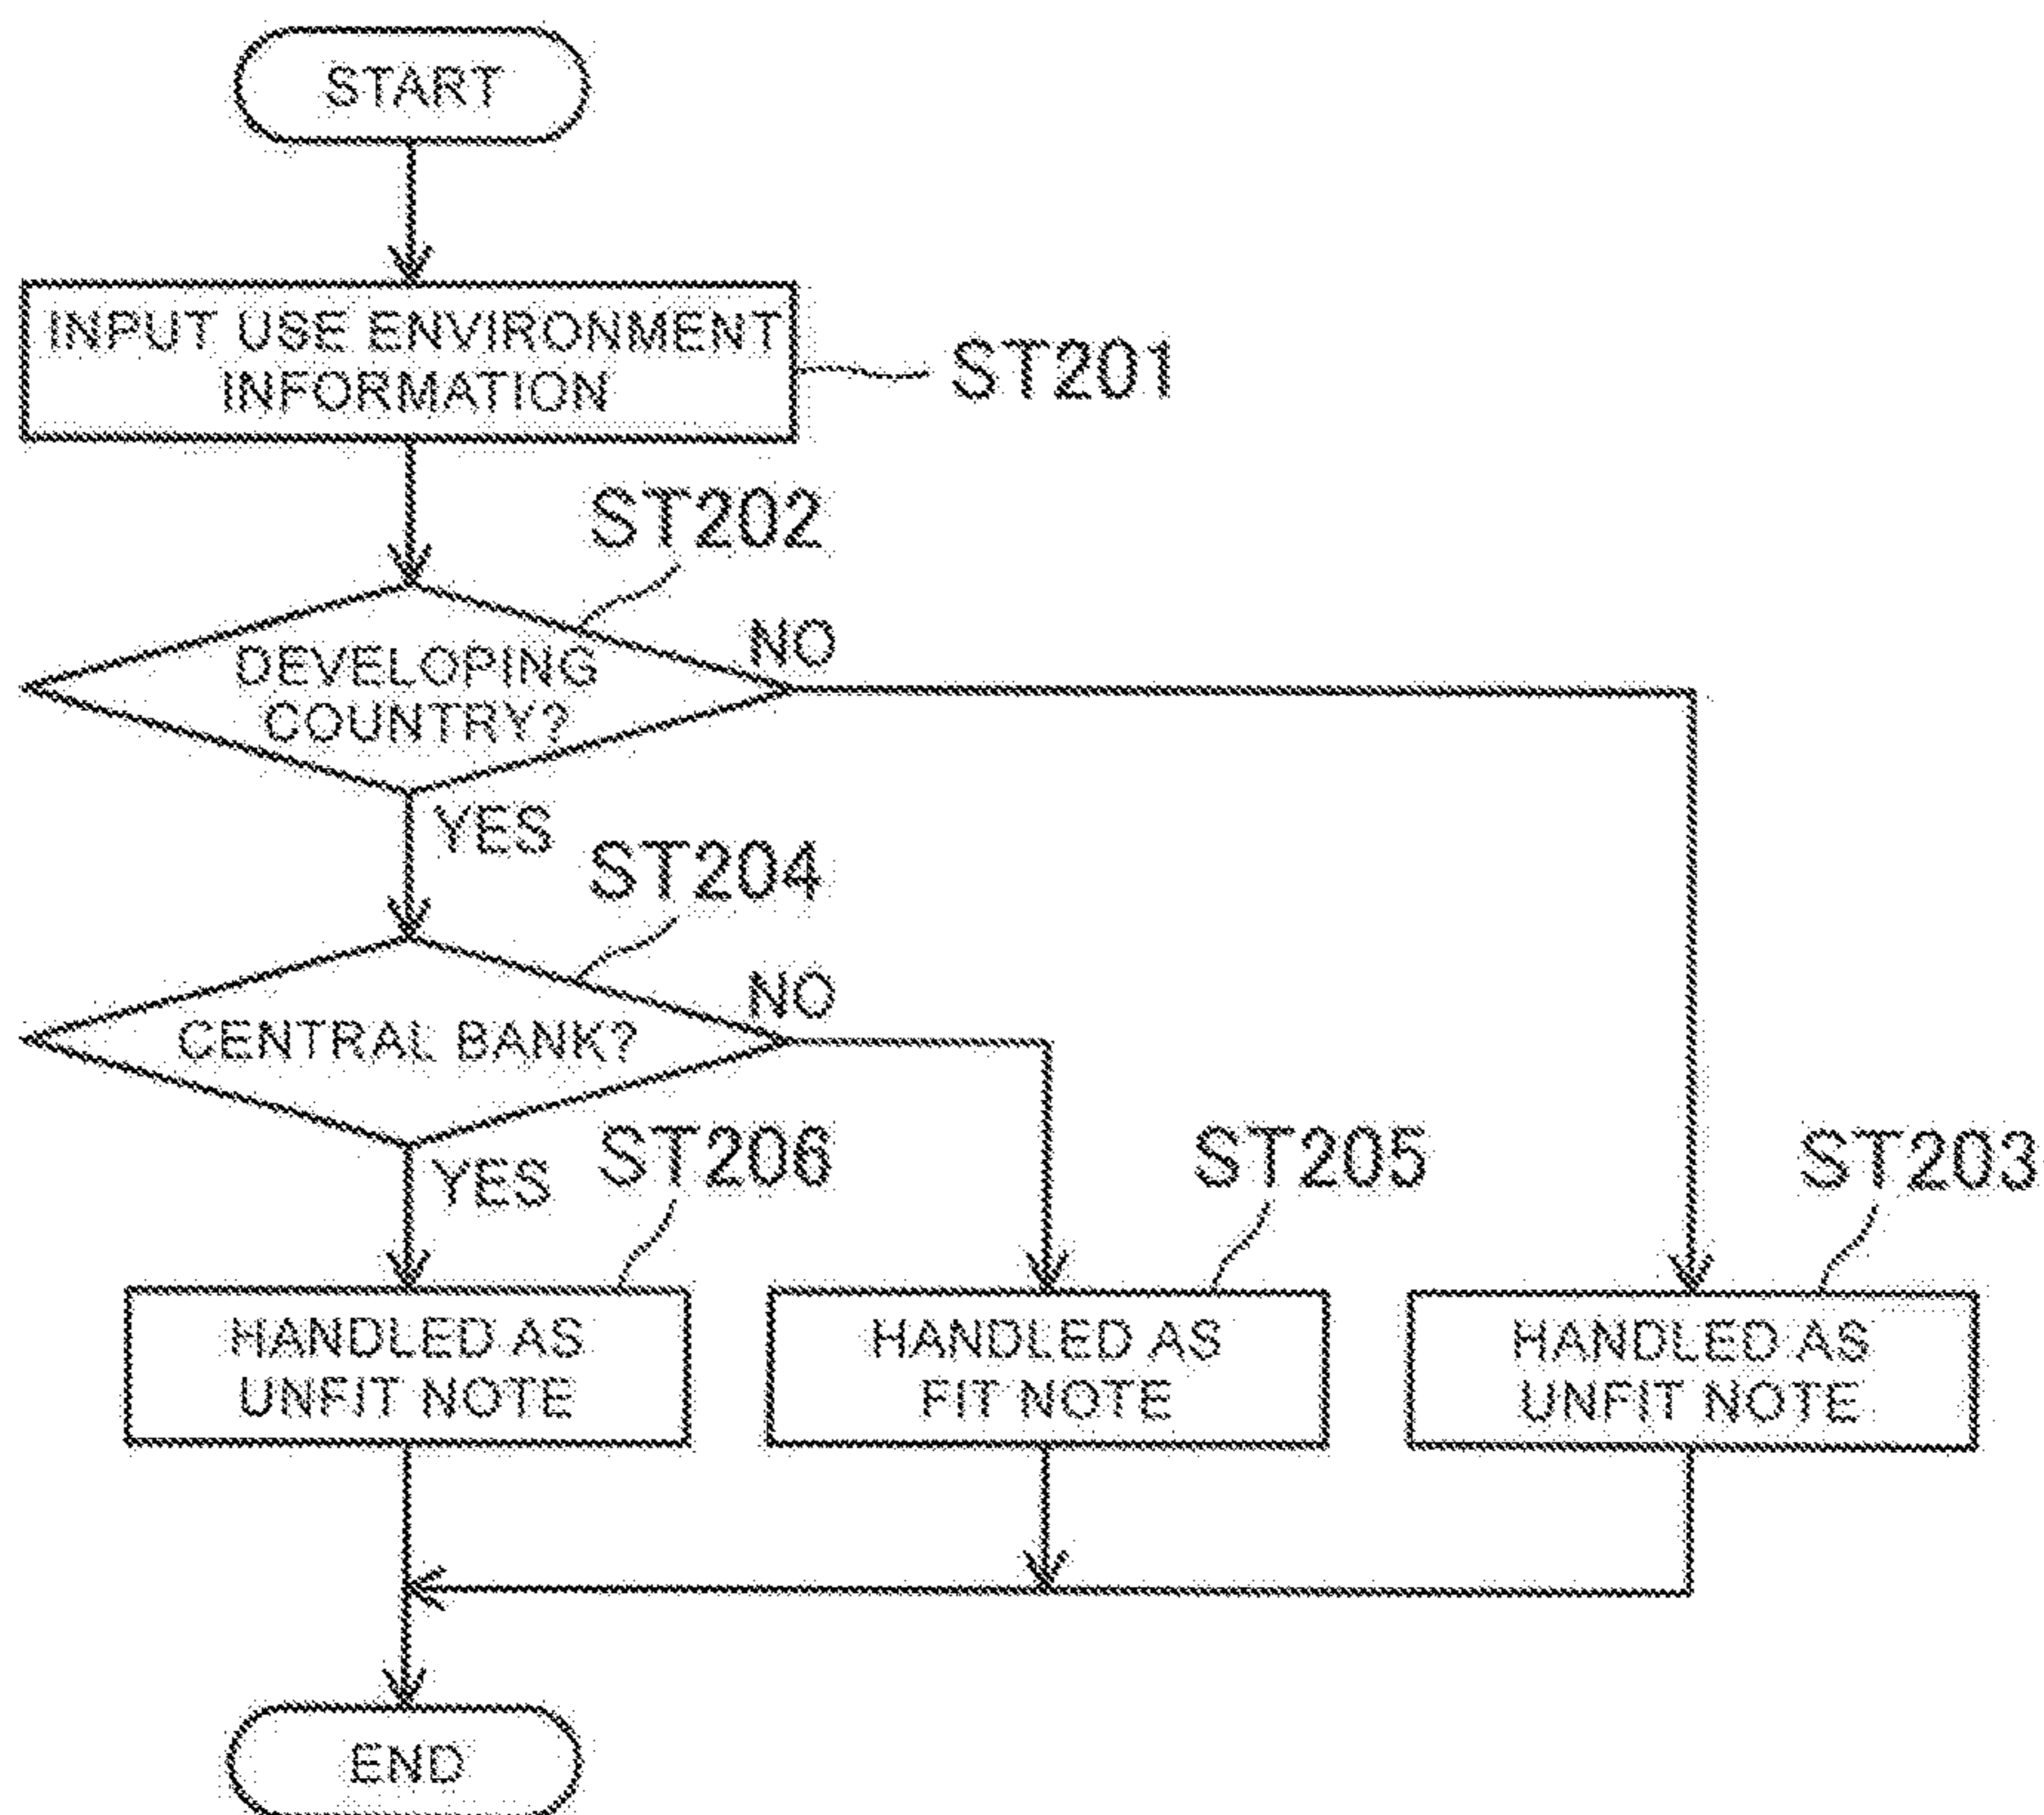 START
INPUT USE ENVIRONMENT
INFORMATION
ST201
ST202
DEVELOPING
COUNTRY?
NO
YES
ST204
CENTRAL BANK?
NO
YES
ST206
ST205
ST203
HANDLED AS
UNFIT NOTE
HANDLED AS
FIT NOTE
HANDLED AS
UNFIT NOTE
END